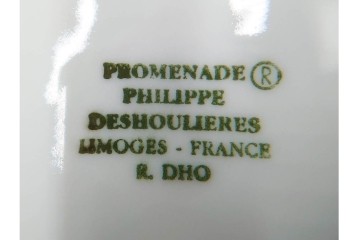 PROMENADE ®
PHILIPPE
DESHOULIERES
LIMOGES - FRANCE
R. DHO